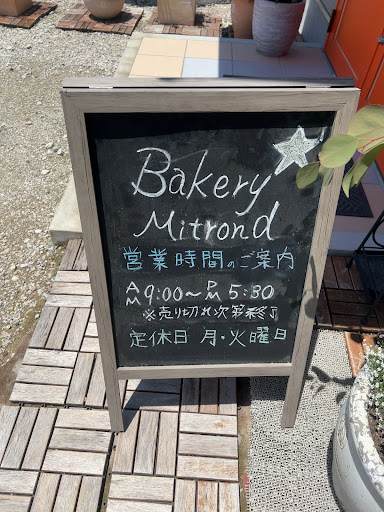 Bakery
Mitrond
営業時間のご案内
AM 9:00～PM 5:30
※売り切れ次第終了
定休日 月・火曜日